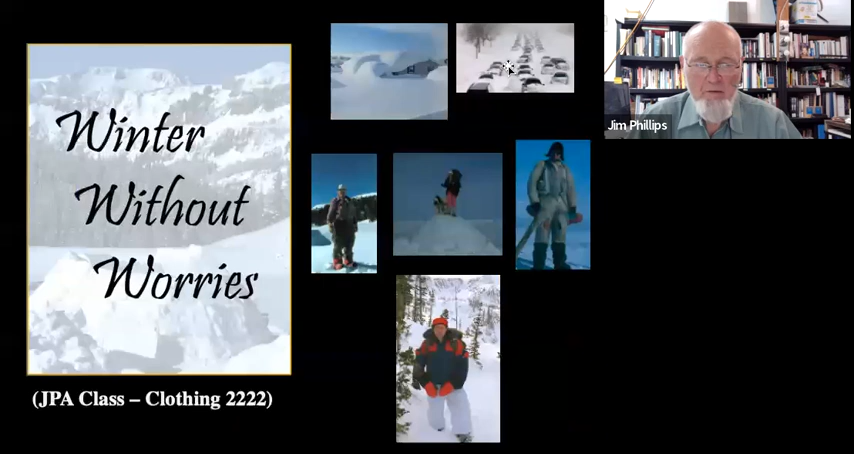 Winter
Without
Worries
(JPA Class – Clothing 2222)
Jim Phillips